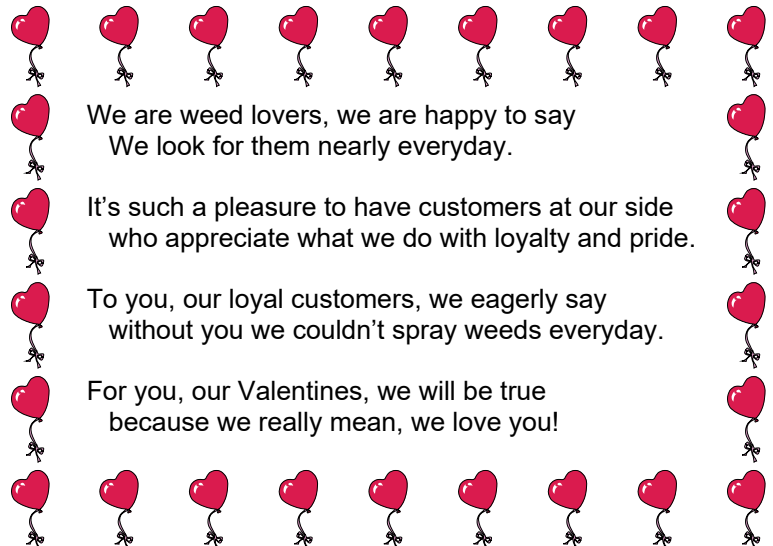 We are weed lovers, we are happy to say
We look for them nearly everyday.
It’s such a pleasure to have customers at our side
who appreciate what we do with loyalty and pride.
To you, our loyal customers, we eagerly say
without you we couldn’t spray weeds everyday.
For you, our Valentines, we will be true
because we really mean, we love you!